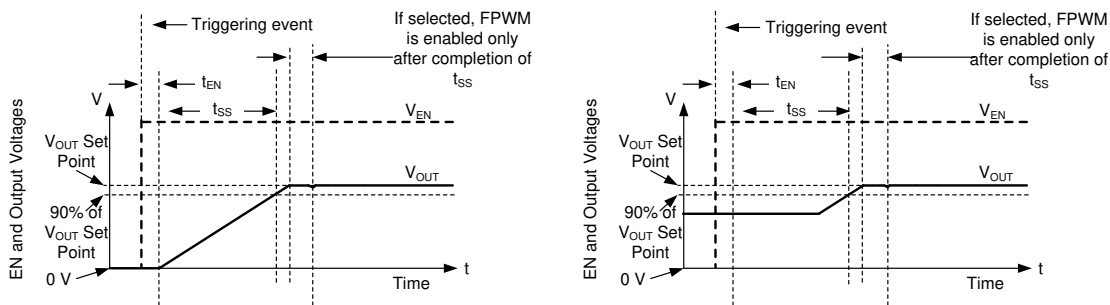 Triggering event
If selected, FPWM
is enabled only
after completion of
tSS
tEN
V
tSS
VEN
VOUT Set
Point
VOUT
90% of
VOUT Set
Point
0 V
t
Time
EN and Output Voltages
Triggering event
If selected, FPWM
is enabled only
after completion of
tSS
tEN
V
tSS
VEN
VOUT Set
Point
VOUT
90% of
VOUT Set
Point
0 V
t
Time
EN and Output Voltages